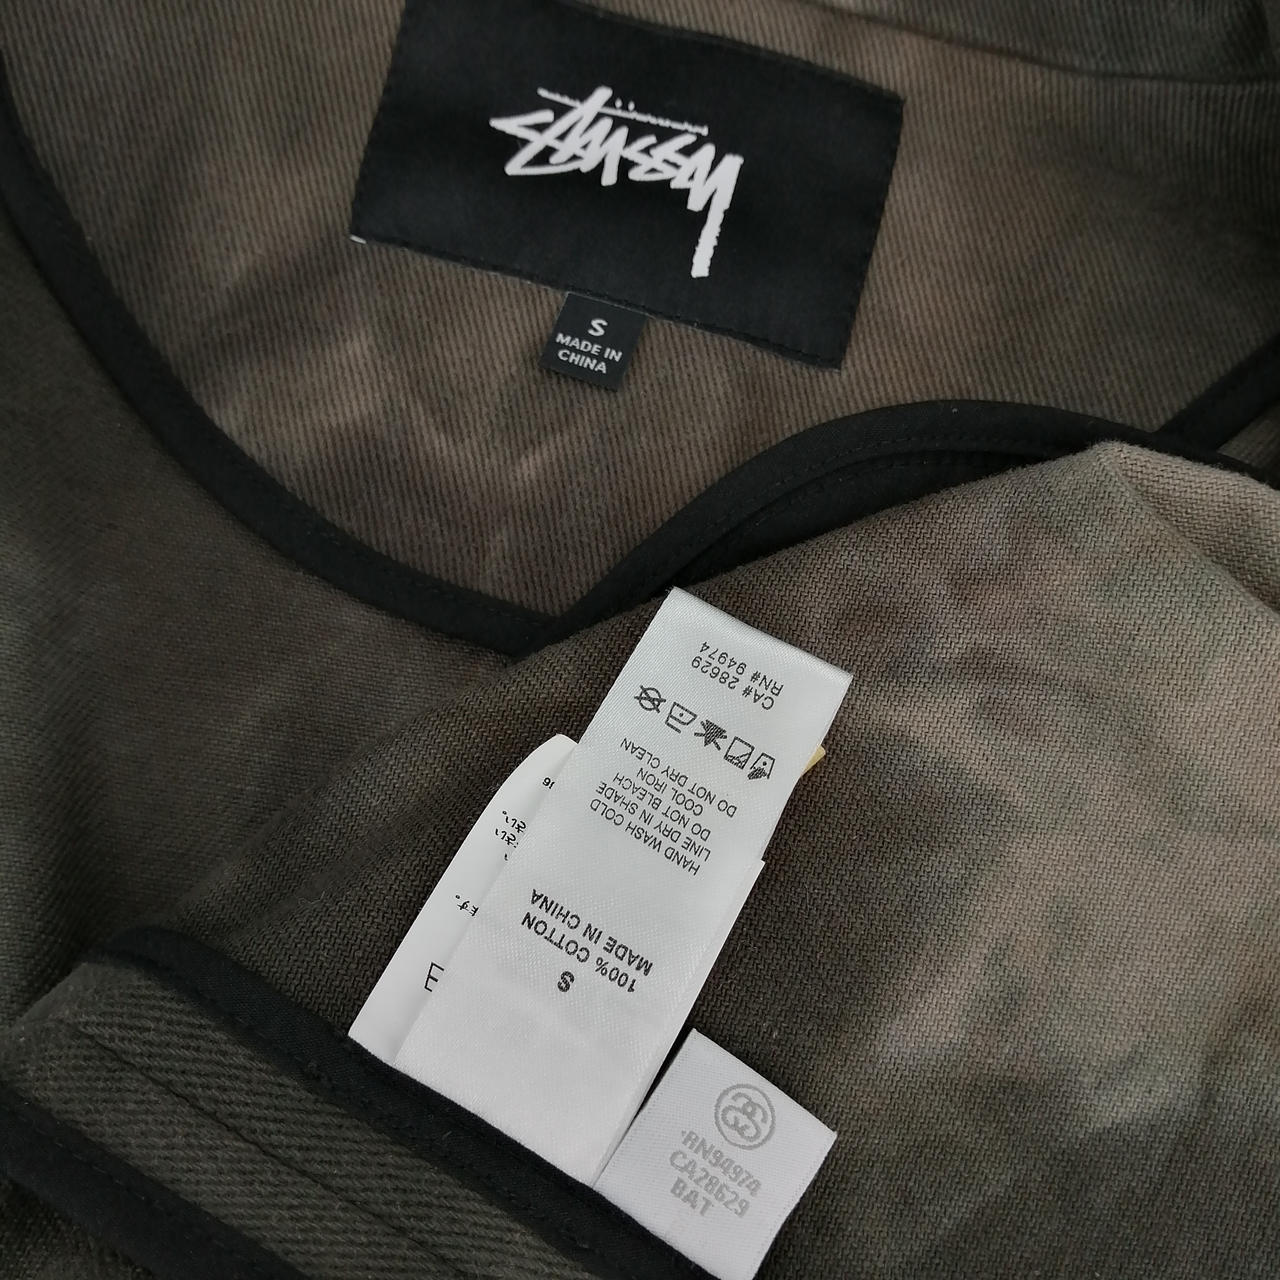 STÜSSY
S
MADE IN
CHINA
CA# 28629
RN# 94974
HAND WASH COLD
LINE DRY IN SHADE
DO NOT BLEACH
COOL IRON
DO NOT DRY CLEAN
S
100% COTTON
MADE IN CHINA
E
RN94974
CA28629
BAT